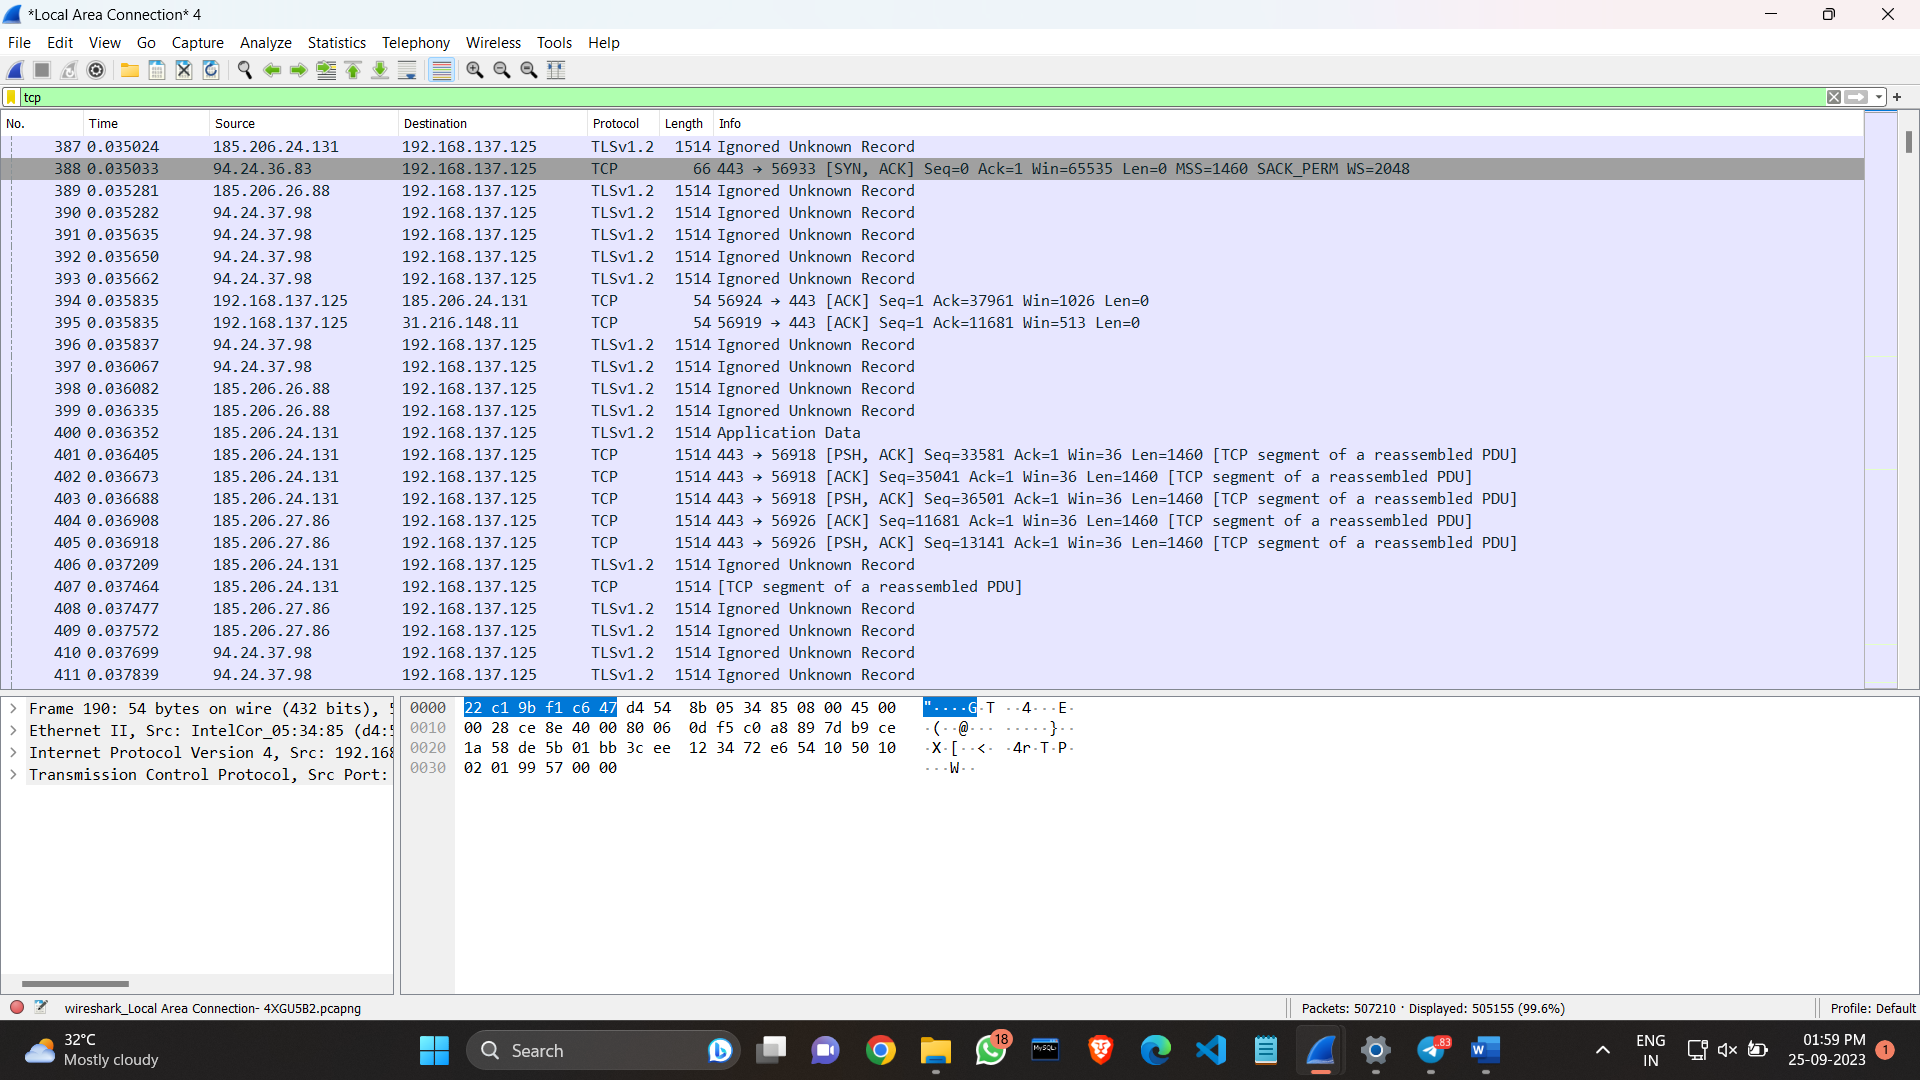 *Local Area Connection* 4
File Edit View Go Capture Analyze Statistics Telephony Wireless Tools Help
tcp
No. Time Source Destination Protocol Length Info
387 0.035024 185.206.24.131 192.168.137.125 TLSv1.2 1514 Ignored Unknown Record
388 0.035033 94.24.36.83 192.168.137.125 TCP 66 443 → 56933 [SYN, ACK] Seq=0 Ack=1 Win=65535 Len=0 MSS=1460 SACK_PERM WS=2048
389 0.035281 185.206.26.88 192.168.137.125 TLSv1.2 1514 Ignored Unknown Record
390 0.035282 94.24.37.98 192.168.137.125 TLSv1.2 1514 Ignored Unknown Record
391 0.035635 94.24.37.98 192.168.137.125 TLSv1.2 1514 Ignored Unknown Record
392 0.035650 94.24.37.98 192.168.137.125 TLSv1.2 1514 Ignored Unknown Record
393 0.035662 94.24.37.98 192.168.137.125 TLSv1.2 1514 Ignored Unknown Record
394 0.035835 192.168.137.125 185.206.24.131 TCP 54 56924 → 443 [ACK] Seq=1 Ack=37961 Win=1026 Len=0
395 0.035835 192.168.137.125 31.216.148.11 TCP 54 56919 → 443 [ACK] Seq=1 Ack=11681 Win=513 Len=0
396 0.035837 94.24.37.98 192.168.137.125 TLSv1.2 1514 Ignored Unknown Record
397 0.036067 94.24.37.98 192.168.137.125 TLSv1.2 1514 Ignored Unknown Record
398 0.036082 185.206.26.88 192.168.137.125 TLSv1.2 1514 Ignored Unknown Record
399 0.036335 185.206.26.88 192.168.137.125 TLSv1.2 1514 Ignored Unknown Record
400 0.036352 185.206.24.131 192.168.137.125 TLSv1.2 1514 Application Data
401 0.036405 185.206.24.131 192.168.137.125 TCP 1514 443 → 56918 [PSH, ACK] Seq=33581 Ack=1 Win=36 Len=1460 [TCP segment of a reassembled PDU]
402 0.036673 185.206.24.131 192.168.137.125 TCP 1514 443 → 56918 [ACK] Seq=35041 Ack=1 Win=36 Len=1460 [TCP segment of a reassembled PDU]
403 0.036688 185.206.24.131 192.168.137.125 TCP 1514 443 → 56918 [PSH, ACK] Seq=36501 Ack=1 Win=36 Len=1460 [TCP segment of a reassembled PDU]
404 0.036908 185.206.27.86 192.168.137.125 TCP 1514 443 → 56926 [ACK] Seq=11681 Ack=1 Win=36 Len=1460 [TCP segment of a reassembled PDU]
405 0.036918 185.206.27.86 192.168.137.125 TCP 1514 443 → 56926 [PSH, ACK] Seq=13141 Ack=1 Win=36 Len=1460 [TCP segment of a reassembled PDU]
406 0.037209 185.206.24.131 192.168.137.125 TLSv1.2 1514 Ignored Unknown Record
407 0.037464 185.206.24.131 192.168.137.125 TCP 1514 [TCP segment of a reassembled PDU]
408 0.037477 185.206.27.86 192.168.137.125 TLSv1.2 1514 Ignored Unknown Record
409 0.037572 185.206.27.86 192.168.137.125 TLSv1.2 1514 Ignored Unknown Record
410 0.037699 94.24.37.98 192.168.137.125 TLSv1.2 1514 Ignored Unknown Record
411 0.037839 94.24.37.98 192.168.137.125 TLSv1.2 1514 Ignored Unknown Record
Frame 190: 54 bytes on wire (432 bits), 5
Ethernet II, Src: IntelCor_05:34:85 (d4:5
Internet Protocol Version 4, Src: 192.168
Transmission Control Protocol, Src Port:
0000 22 c1 9b f1 c6 47 d4 54 8b 05 34 85 08 00 45 00 "····G·T ··4···E·
0010 00 28 ce 8e 40 00 80 06 0d f5 c0 a8 89 7d b9 ce ·(··@··· ·····}··
0020 1a 58 de 5b 01 bb 3c ee 12 34 72 e6 54 10 50 10 ·X·[··<· ·4r·T·P·
0030 02 01 99 57 00 00 ···W··
wireshark_Local Area Connection- 4XGU5B2.pcapng
Packets: 507210 · Displayed: 505155 (99.6%)
Profile: Default
32°C
Mostly cloudy
Search
18
MySQL
83
ENG
IN
01:59 PM
25-09-2023
1